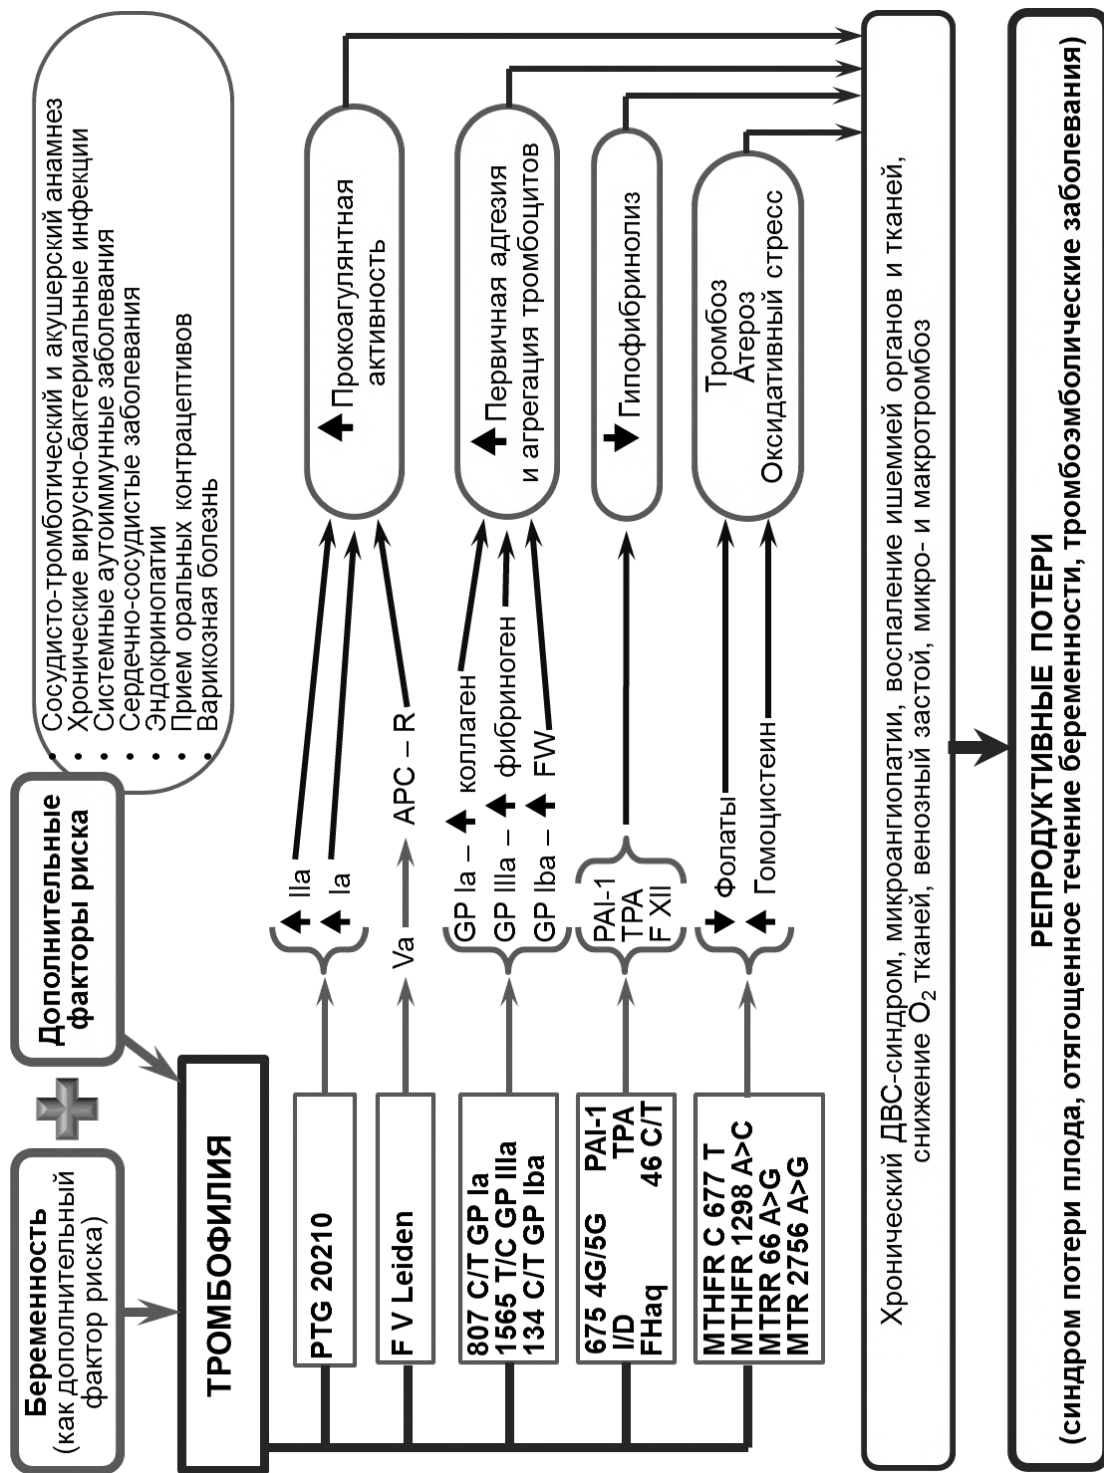 Беременность
(как дополнительный
фактор риска)
Дополнительные
факторы риска
• Сосудисто-тромботический и акушерский анамнез
• Хронические вирусно-бактериальные инфекции
• Системные аутоиммунные заболевания
• Сердечно-сосудистые заболевания
• Эндокринопатии
• Прием оральных контрацептивов
• Варикозная болезнь
ТРОМБОФИЛИЯ
PTG 20210
IIa
Ia
Прокоагулянтная
активность
F V Leiden
Va
APC – R
807 C/T GP Ia
1565 T/C GP IIIa
134 C/T GP Iba
GP Ia – коллаген
GP IIIa – фибриноген
GP Iba – FW
Первичная адгезия
и агрегация тромбоцитов
675 4G/5G PAI-1
I/D TPA
FHaq 46 C/T
PAI-1
TPA
F XII
Гипофибринолиз
MTHFR C 677 T
MTHFR 1298 A>C
MTRR 66 A>G
MTR 2756 A>G
Фолаты
Гомоцистеин
Тромбоз
Атероз
Оксидативный стресс
Хронический ДВС-синдром, микроангиопатии, воспаление ишемией органов и тканей,
снижение O₂ тканей, венозный застой, микро- и макротромбоз
РЕПРОДУКТИВНЫЕ ПОТЕРИ
(синдром потери плода, отягощенное течение беременности, тромбоэмболические заболевания)